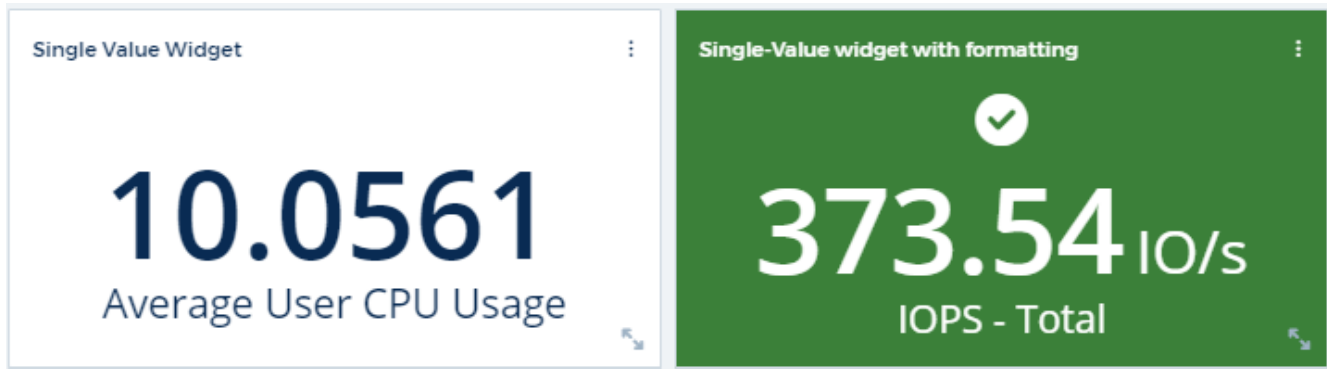 Single Value Widget
10.0561
Average User CPU Usage
Single-Value widget with formatting
373.54 IO/s
IOPS - Total